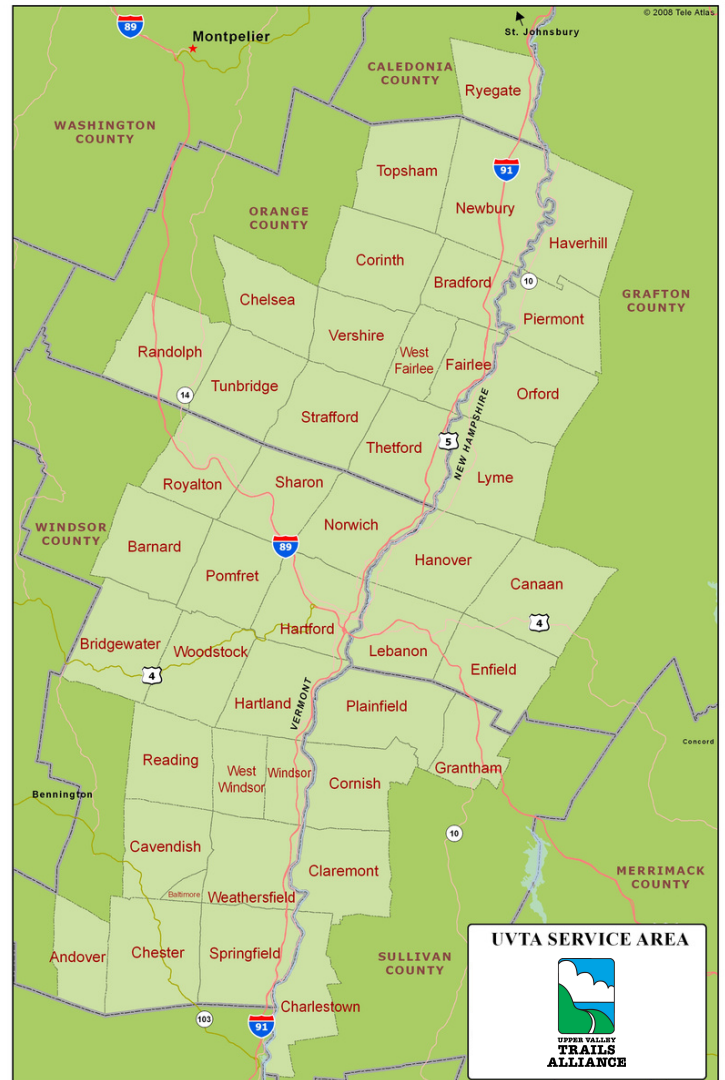 © 2008 Tele Atlas
89
Montpelier
St. Johnsbury
CALEDONIA
COUNTY
Ryegate
WASHINGTON
COUNTY
Topsham
91
Newbury
ORANGE
COUNTY
Haverhill
Corinth
Bradford
10
Chelsea
GRAFTON
COUNTY
Piermont
Vershire
Randolph
West
Fairlee
Fairlee
Tunbridge
Orford
14
Strafford
NEW HAMPSHIRE
Thetford
5
Lyme
Royalton
Sharon
Norwich
WINDSOR
COUNTY
Barnard
89
Hanover
Pomfret
Canaan
4
Hartford
Bridgewater
Woodstock
Lebanon
4
Enfield
VERMONT
Hartland
Plainfield
Concord
Reading
West
Windsor
Windsor
Grantham
Cornish
Bennington
10
Cavendish
Claremont
MERRIMACK
COUNTY
Baltimore
Weathersfield
UVTA SERVICE AREA
Andover
Chester
Springfield
SULLIVAN
COUNTY
Charlestown
103
91
UPPER VALLEY
TRAILS
ALLIANCE